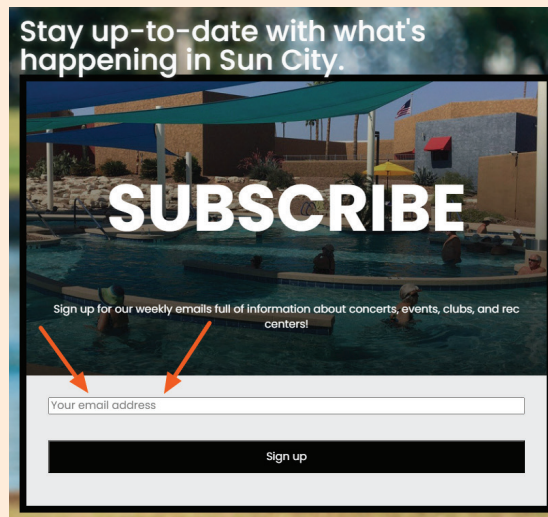 Stay up-to-date with what's
happening in Sun City.
SUBSCRIBE
Sign up for our weekly emails full of information about concerts, events, clubs, and rec
centers!
Your email address
Sign up